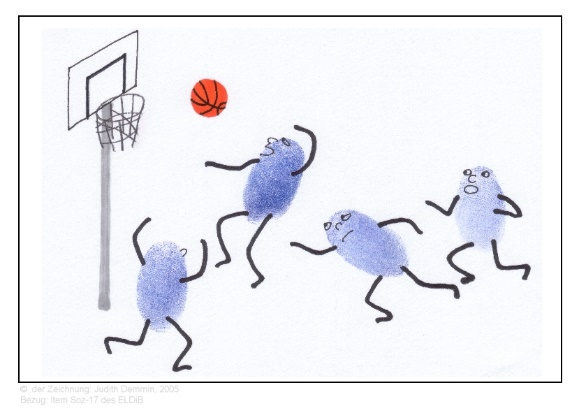 © der Zeichnung: Judith Demmin, 2005
Bezug: Item Soz-17 des ELDiB